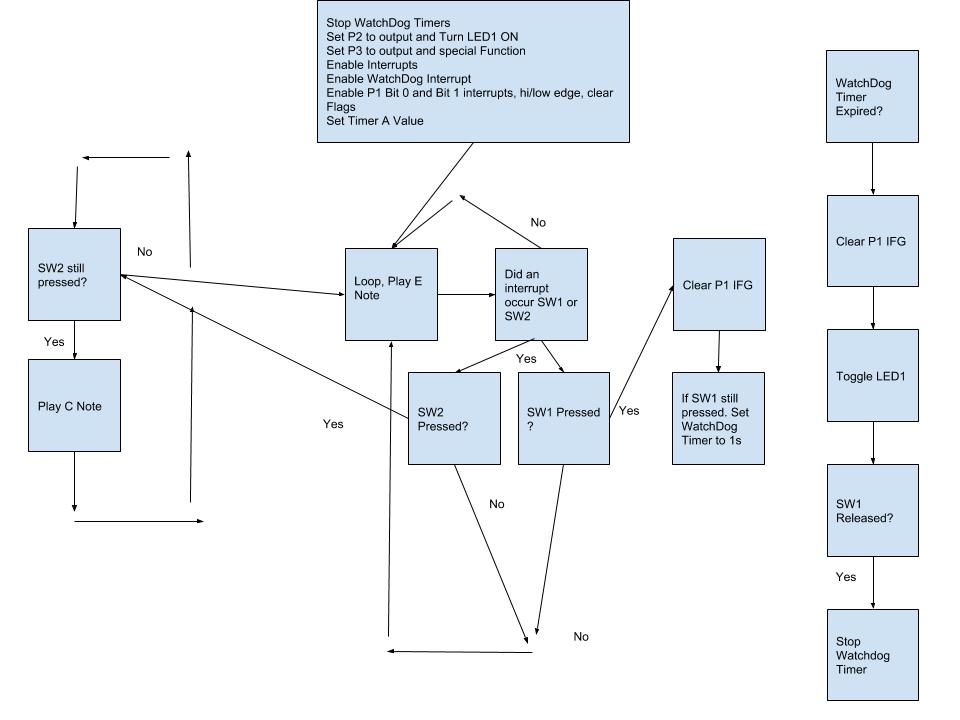 Stop WatchDog Timers
Set P2 to output and Turn LED1 ON
Set P3 to output and special Function
Enable Interrupts
Enable WatchDog Interrupt
Enable P1 Bit 0 and Bit 1 interrupts, hi/low edge, clear
Flags
Set Timer A Value
WatchDog
Timer
Expired?
Clear P1 IFG
Toggle LED1
SW1
Released?
Yes
Stop
Watchdog
Timer
SW2 still
pressed?
No
Yes
Play C Note
Loop, Play E
Note
No
Did an
interrupt
occur SW1 or
SW2
Yes
SW2
Pressed?
Yes
SW1 Pressed
?
Yes
No
No
Clear P1 IFG
If SW1 still
pressed. Set
WatchDog
Timer to 1s